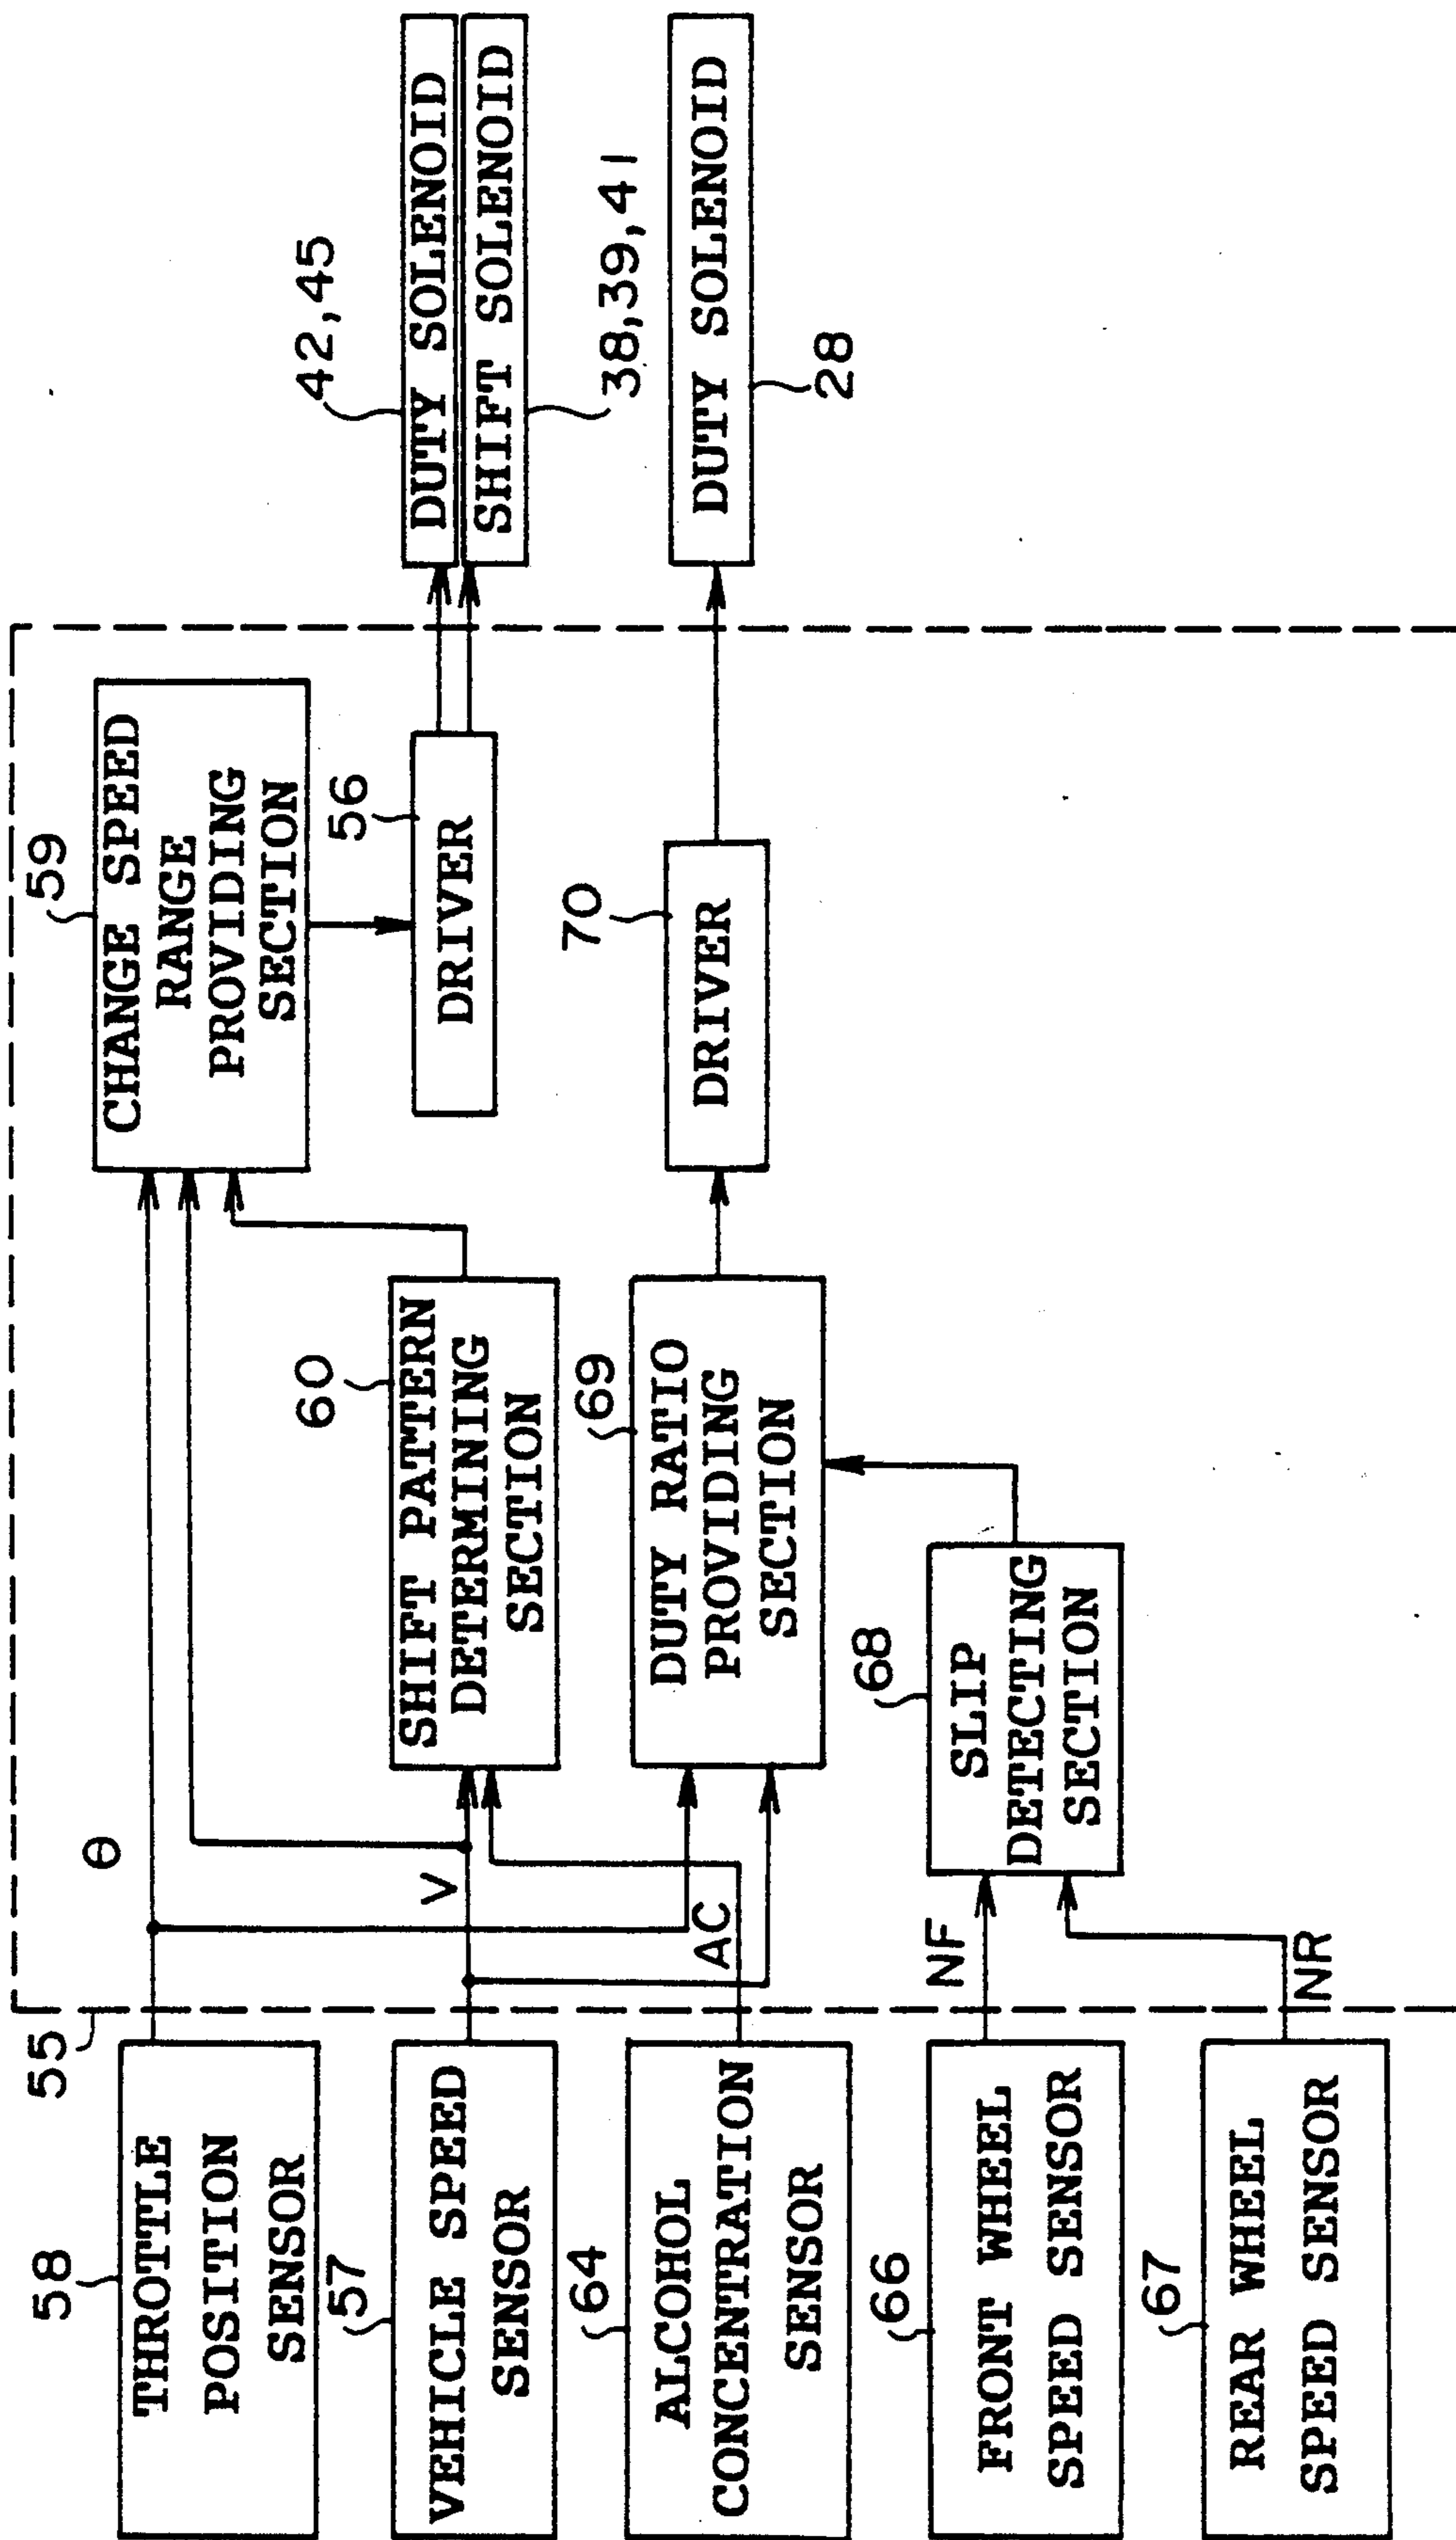 58
THROTTLE
POSITION
SENSOR
57
VEHICLE SPEED
SENSOR
64
ALCOHOL
CONCENTRATION
SENSOR
66
FRONT WHEEL
SPEED SENSOR
67
REAR WHEEL
SPEED SENSOR
55
θ
V
AC
NF
NR
60
SHIFT PATTERN
DETERMINING
SECTION
69
DUTY RATIO
PROVIDING
SECTION
68
SLIP
DETECTING
SECTION
59
CHANGE SPEED
RANGE
PROVIDING
SECTION
56
DRIVER
70
DRIVER
42,45
DUTY SOLENOID
SHIFT SOLENOID
38,39,41
DUTY SOLENOID
28